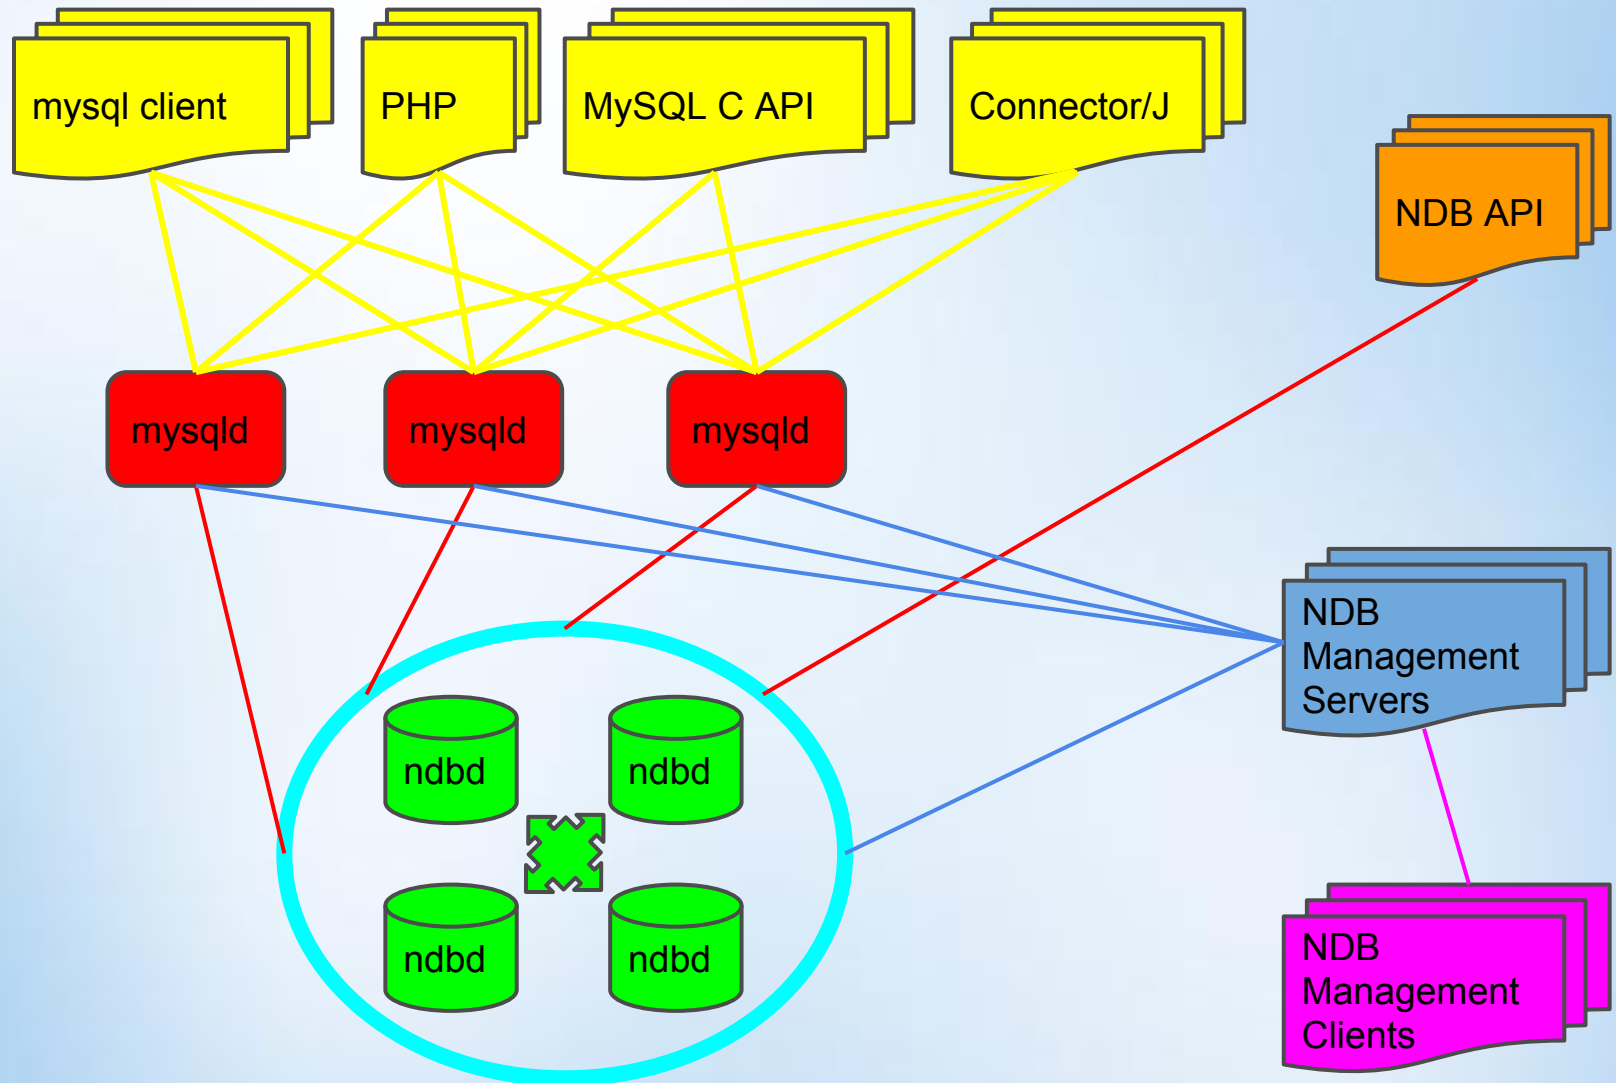 mysql client
PHP
MySQL C API
Connector/J
NDB API
mysqld
mysqld
mysqld
NDB
Management
Servers
ndbd
ndbd
ndbd
ndbd
NDB
Management
Clients